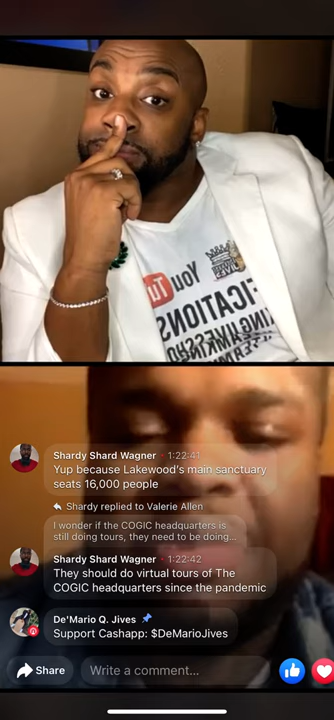 You
Tu
FICATIONS
Shardy Shard Wagner · 1:22:41
Yup because Lakewood's main sanctuary
seats 16,000 people
Shardy replied to Valerie Allen
I wonder if the COGIC headquarters is
still doing tours, they need to be doing...
Shardy Shard Wagner · 1:22:42
They should do virtual tours of The
COGIC headquarters since the pandemic
De'Mario Q. Jives
Support Cashapp: $DeMarioJives
Share
Write a comment...